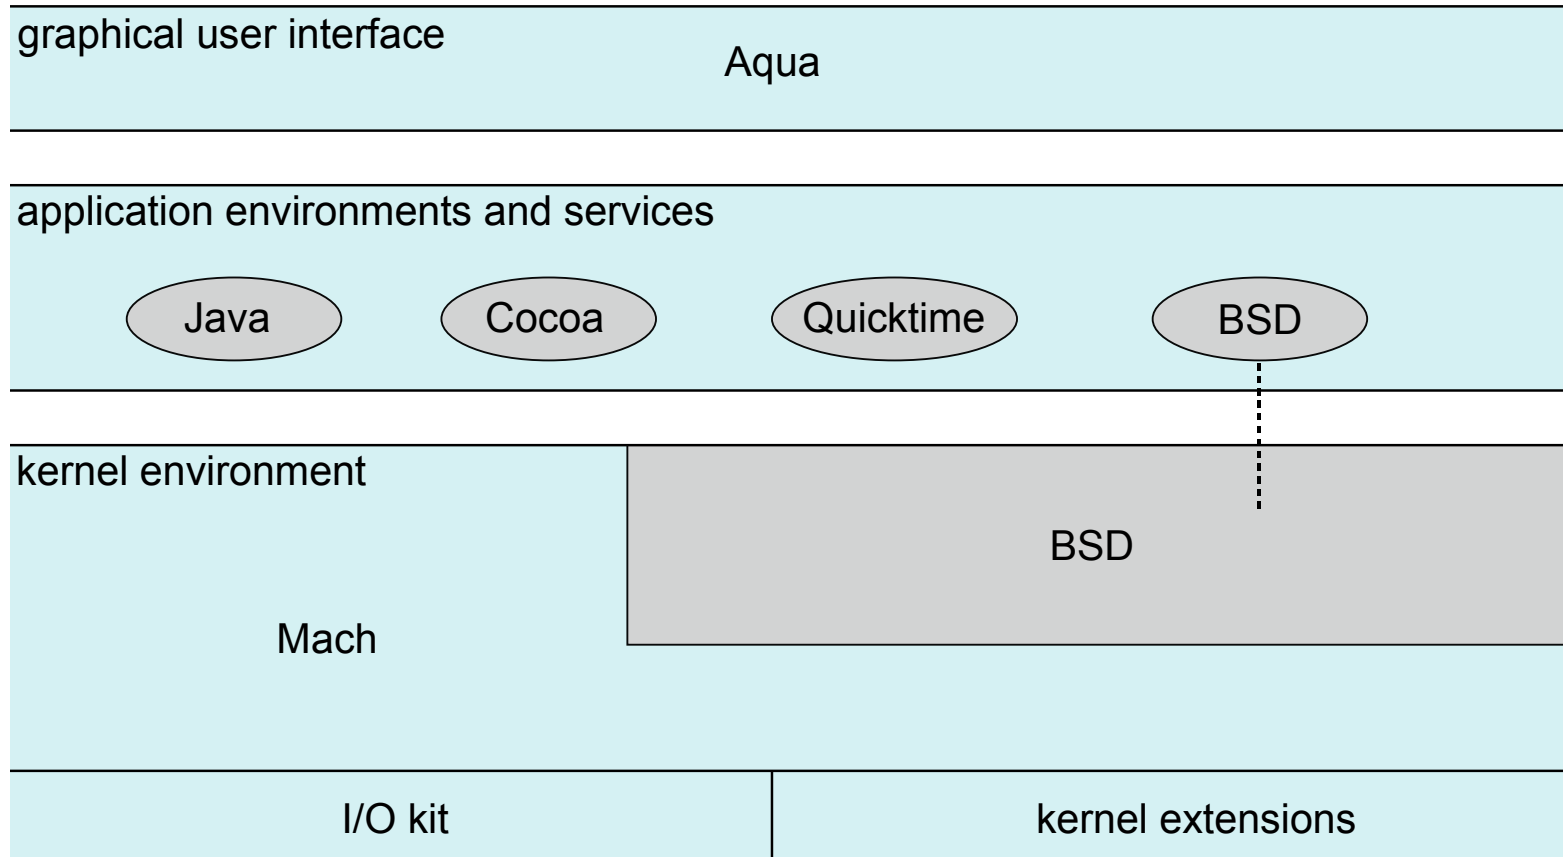 graphical user interface
Aqua
application environments and services
Java
Cocoa
Quicktime
BSD
kernel environment
BSD
Mach
I/O kit
kernel extensions